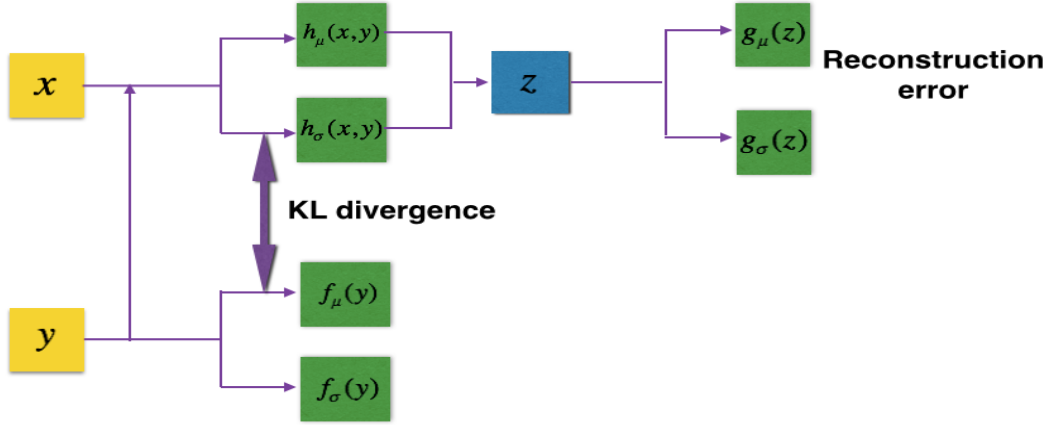 x
h_μ(x,y)
h_σ(x,y)
z
g_μ(z)
g_σ(z)
Reconstruction
error
KL divergence
y
f_μ(y)
f_σ(y)